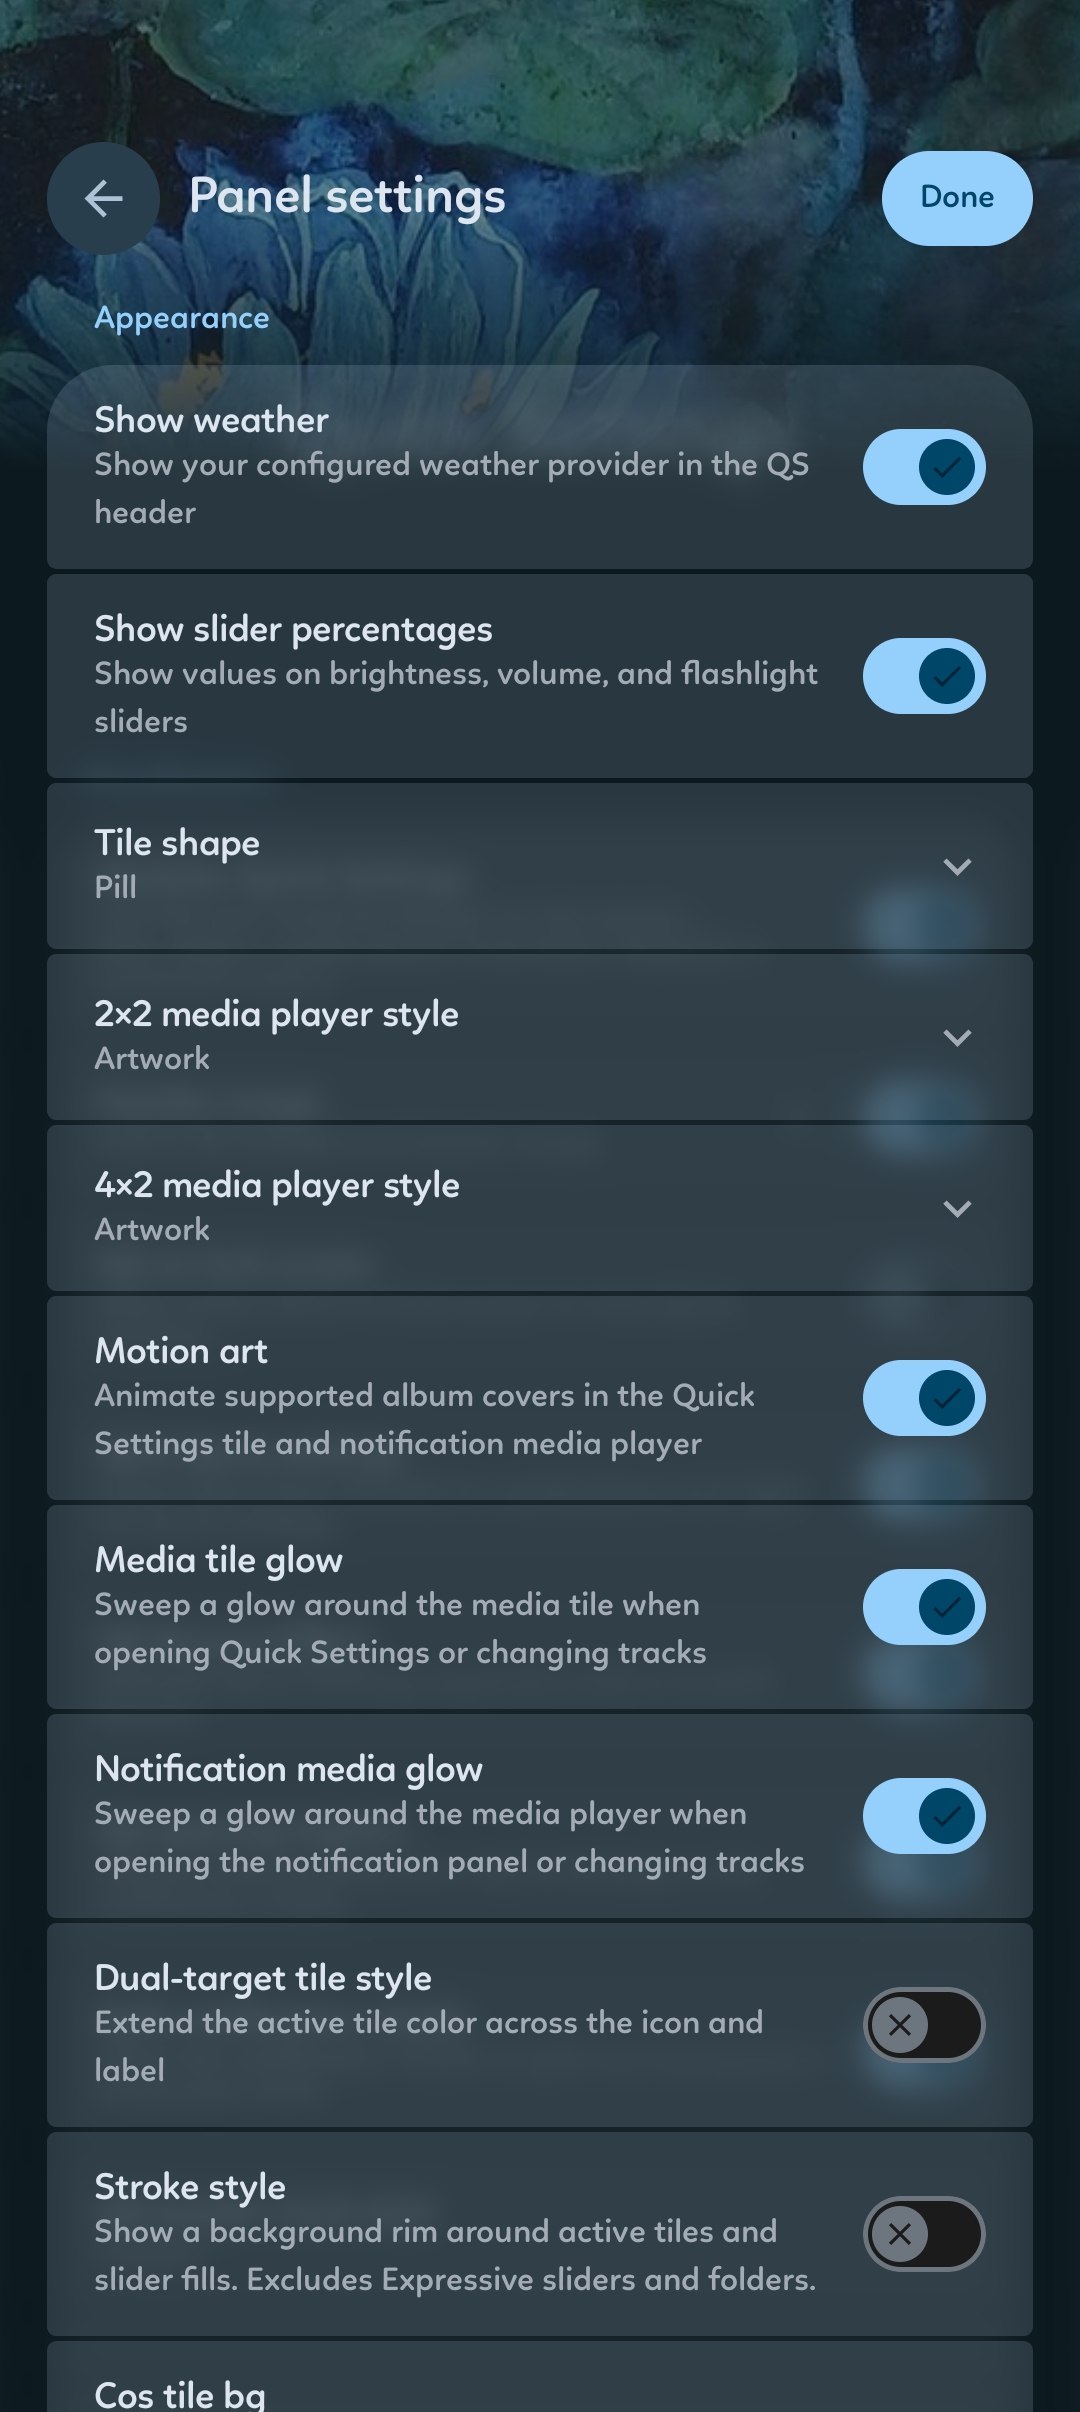 Panel settings
Done
Appearance
Show weather
Show your configured weather provider in the QS
header
Show slider percentages
Show values on brightness, volume, and flashlight
sliders
Tile shape
Pill
2×2 media player style
Artwork
4×2 media player style
Artwork
Motion art
Animate supported album covers in the Quick
Settings tile and notification media player
Media tile glow
Sweep a glow around the media tile when
opening Quick Settings or changing tracks
Notification media glow
Sweep a glow around the media player when
opening the notification panel or changing tracks
Dual-target tile style
Extend the active tile color across the icon and
label
Stroke style
Show a background rim around active tiles and
slider fills. Excludes Expressive sliders and folders.
Cos tile bg